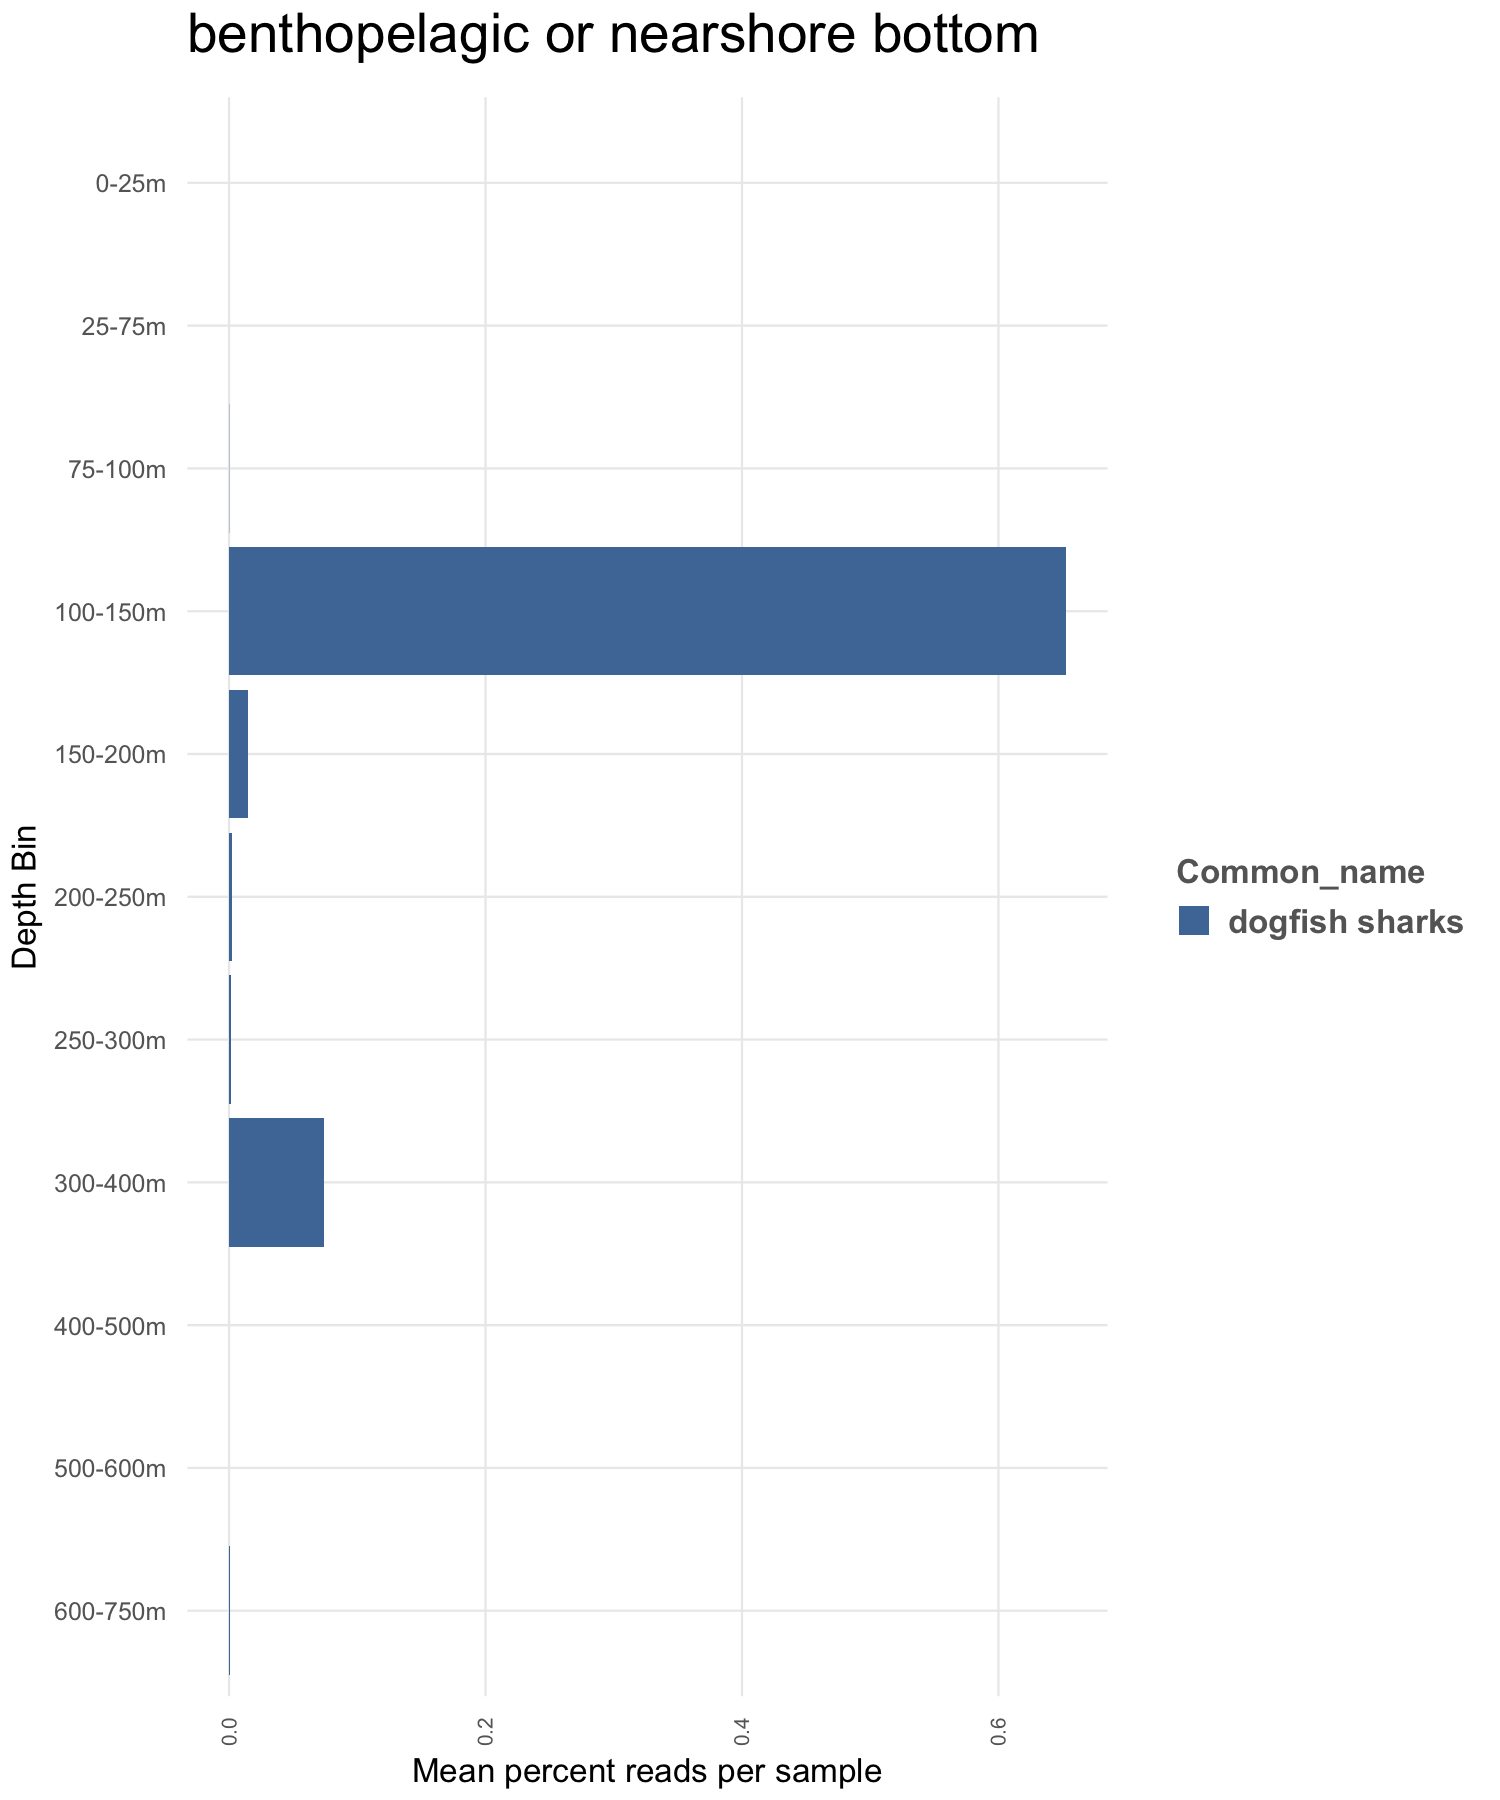 benthopelagic or nearshore bottom
0-25m
25-75m
75-100m
100-150m
150-200m
200-250m
250-300m
300-400m
400-500m
500-600m
600-750m
Depth Bin
0.0
0.2
0.4
0.6
Mean percent reads per sample
Common_name
dogfish sharks